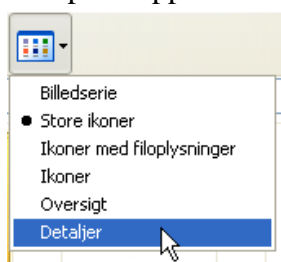 Billedserie
Store ikoner
Ikoner med filoplysninger
Ikoner
Oversigt
Detaljer